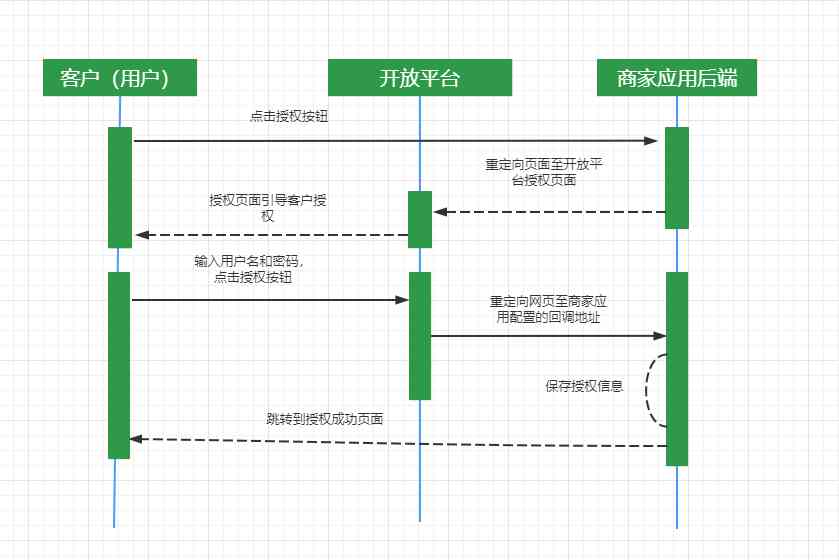 客户（用户）
开放平台
商家应用后端
点击授权按钮
重定向页面至开放平
台授权页面
授权页面引导客户授
权
输入用户名和密码，
点击授权按钮
重定向网页至商家应
用配置的回调地址
保存授权信息
跳转到授权成功页面